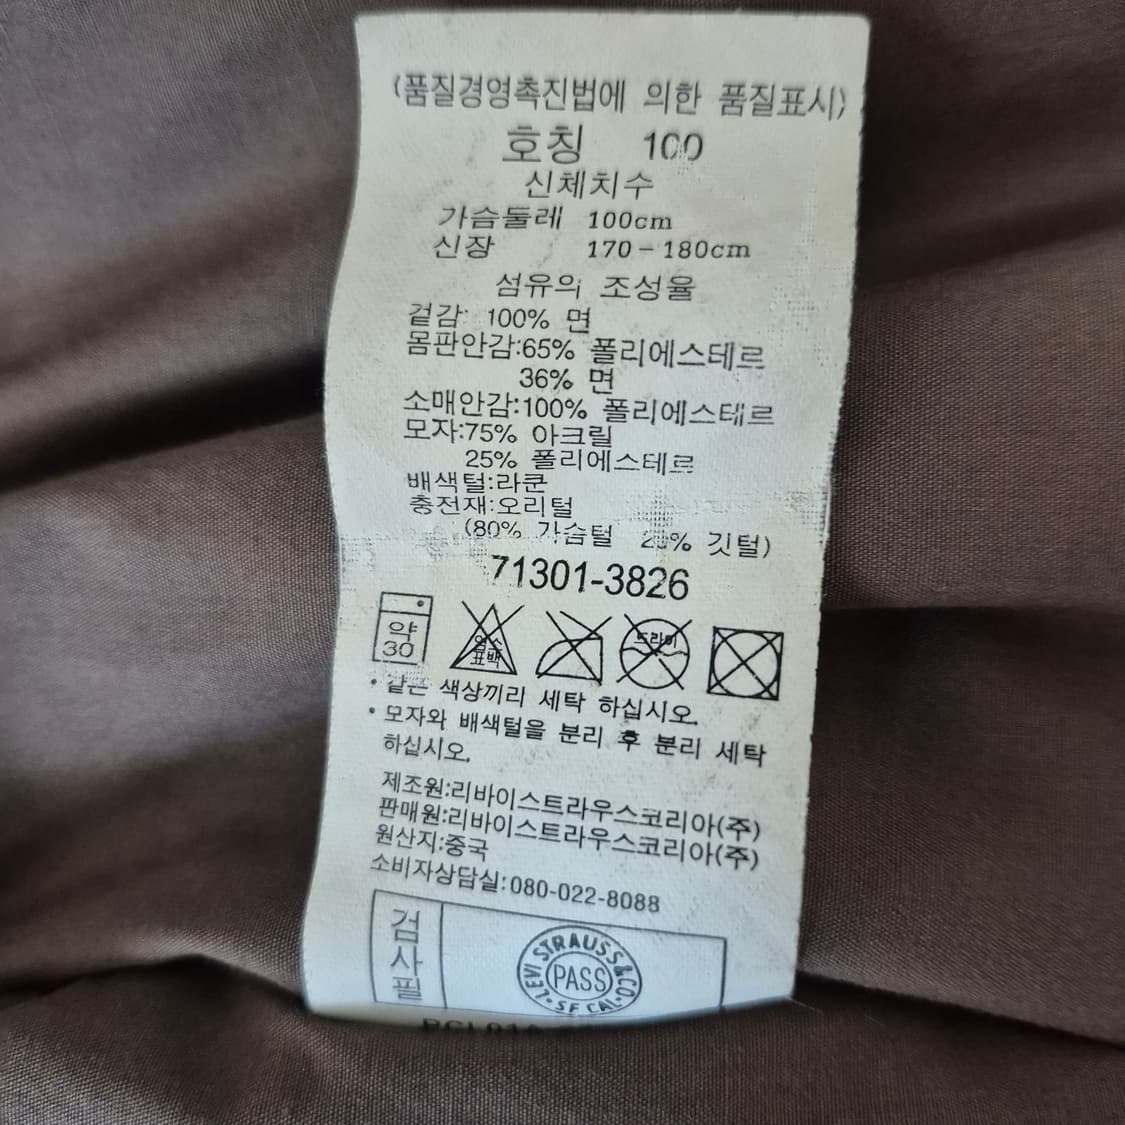 (품질경영촉진법에 의한 품질표시)
호칭 100
신체치수
가슴둘레 100cm
신장 170-180cm
섬유의 조성율
겉감: 100% 면
몸판안감:65% 폴리에스테르
36% 면
소매안감:100% 폴리에스테르
모자:75% 아크릴
25% 폴리에스테르
배색털:라쿤
충전재:오리털
(80% 가슴털 20% 깃털)
71301-3826
약
30
염소
표백
드라이
• 같은 색상끼리 세탁 하십시오.
• 모자와 배색털을 분리 후 분리 세탁
하십시오.
제조원:리바이스트라우스코리아(주)
판매원:리바이스트라우스코리아(주)
원산지:중국
소비자상담실:080-022-8088
검사필
LEVI STRAUSS & CO.
PASS
SF CAL